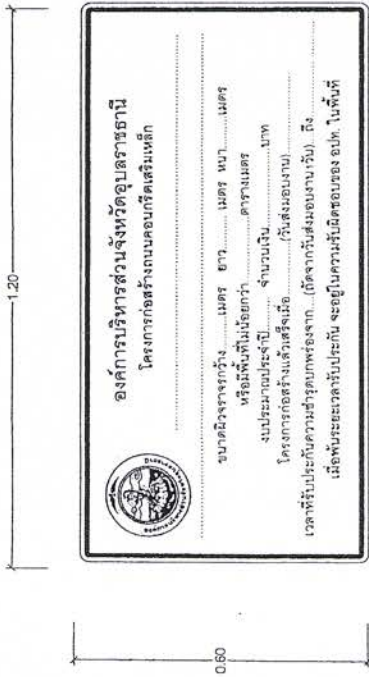 1.20
0.60
องค์การบริหารส่วนจังหวัดอุบลราชธานี
โครงการก่อสร้างถนนคอนกรีตเสริมเหล็ก
ขนาดผิวจราจรกว้าง........เมตร ยาว........เมตร หนา........เมตร
หรือมีพื้นที่ไม่น้อยกว่า................ตารางเมตร
งบประมาณประจำปี........ จำนวนเงิน................บาท
โครงการก่อสร้างแล้วเสร็จเมื่อ................(วันส่งมอบงาน)
เวลาที่รับประกันความชำรุดบกพร่องจาก....(ถัดจากวันส่งมอบงาน1วัน).. ถึง........
เมื่อพ้นระยะเวลารับประกัน จะอยู่ในความรับผิดชอบของ อปท. ในพื้นที่